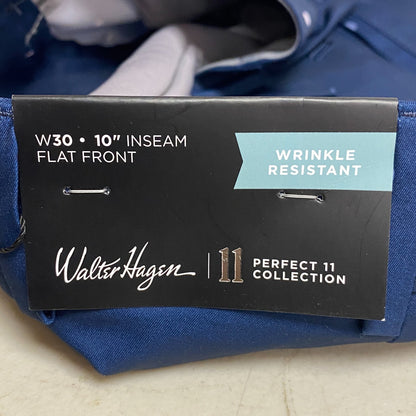 W30 • 10" INSEAM
FLAT FRONT
WRINKLE
RESISTANT
Walter Hagen
11
PERFECT 11
COLLECTION